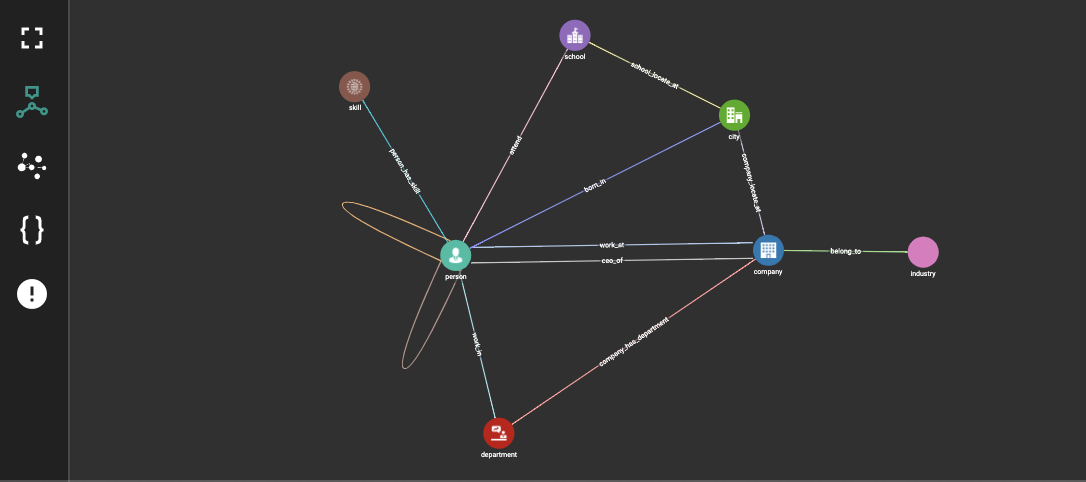 school
school_locate_at
skill
city
attend
person_has_skill
company_locate_at
born_in
work_at
belong_to
ceo_of
person
company
industry
work_in
company_has_department
department